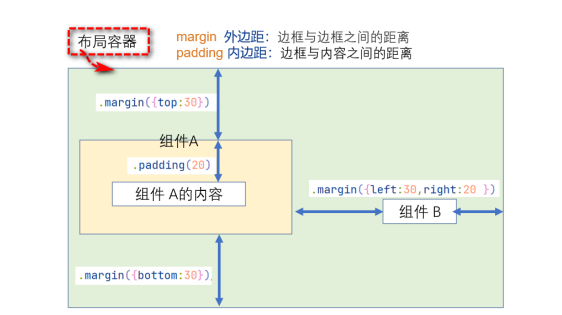 布局容器
margin 外边距：边框与边框之间的距离
padding 内边距：边框与内容之间的距离
.margin({top:30})
组件A
.padding(20)
组件 A的内容
.margin({left:30,right:20 })
组件 B
.margin({bottom:30})